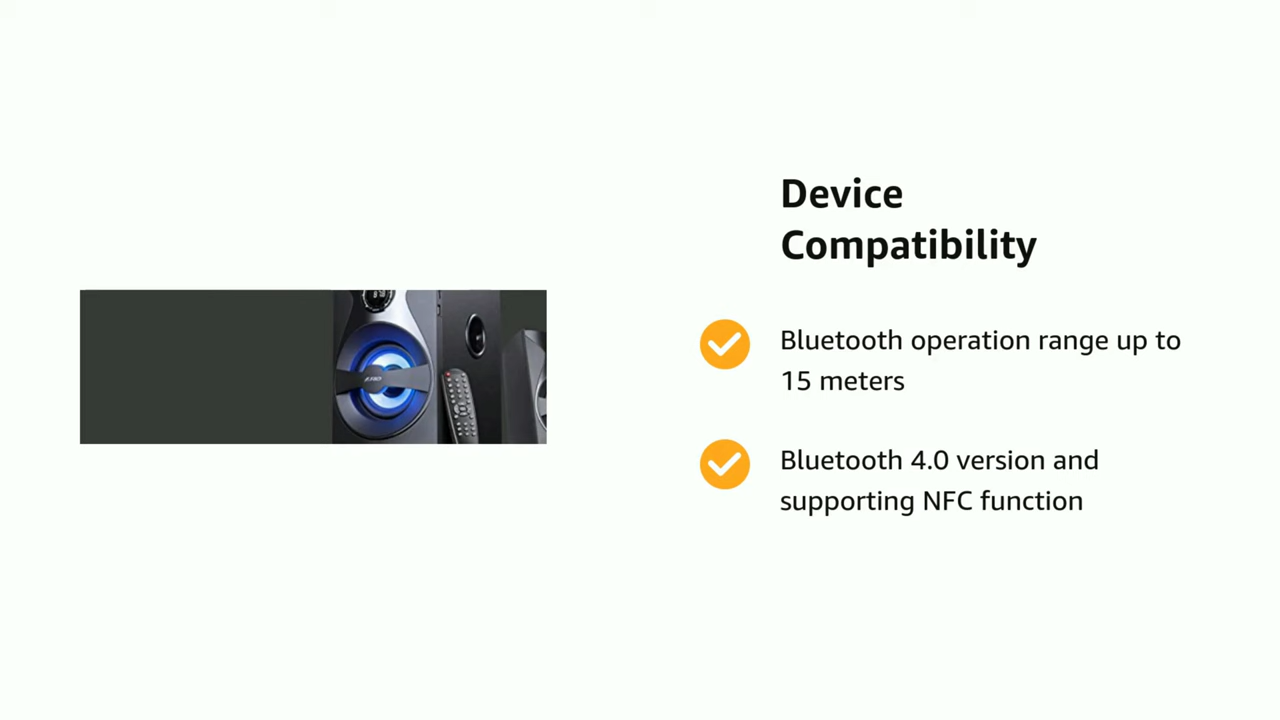 Device
Compatibility
Bluetooth operation range up to
15 meters
Bluetooth 4.0 version and
supporting NFC function